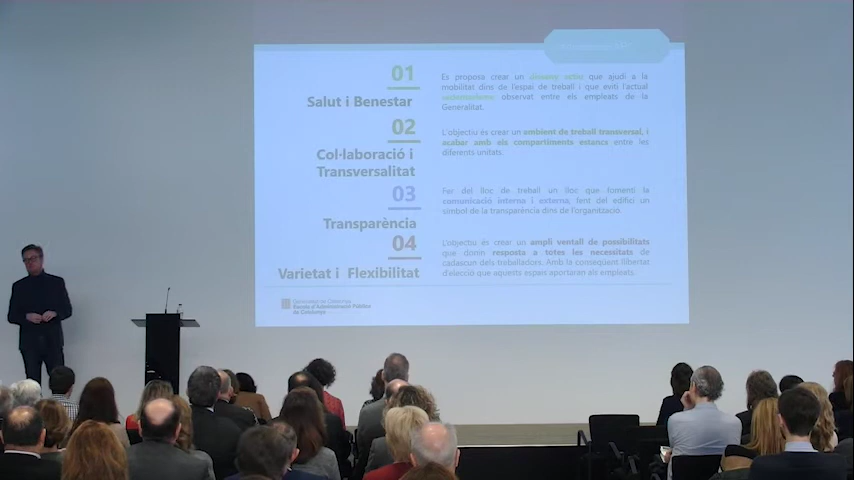 01
Salut i Benestar
Es proposa crear un disseny actiu que ajudi a la
mobilitat dins de l'espai de treball i que eviti l'actual
sedentarisme observat entre els empleats de la
Generalitat.
02
Col·laboració i
Transversalitat
L'objectiu és crear un ambient de treball transversal, i
acabar amb els compartiments estancs entre les
diferents unitats.
03
Transparència
Fer del lloc de treball un lloc que fomenti la
comunicació interna i externa, fent del edifici un
símbol de la transparència dins de l'organització.
04
Varietat i Flexibilitat
L'objectiu és crear un ampli ventall de possibilitats
que donin resposta a totes les necessitats de
cadascun dels treballadors. Amb la conseqüent llibertat
d'elecció que aquests espais aportaran als empleats.
Generalitat de Catalunya
Escola d'Administració Pública
de Catalunya